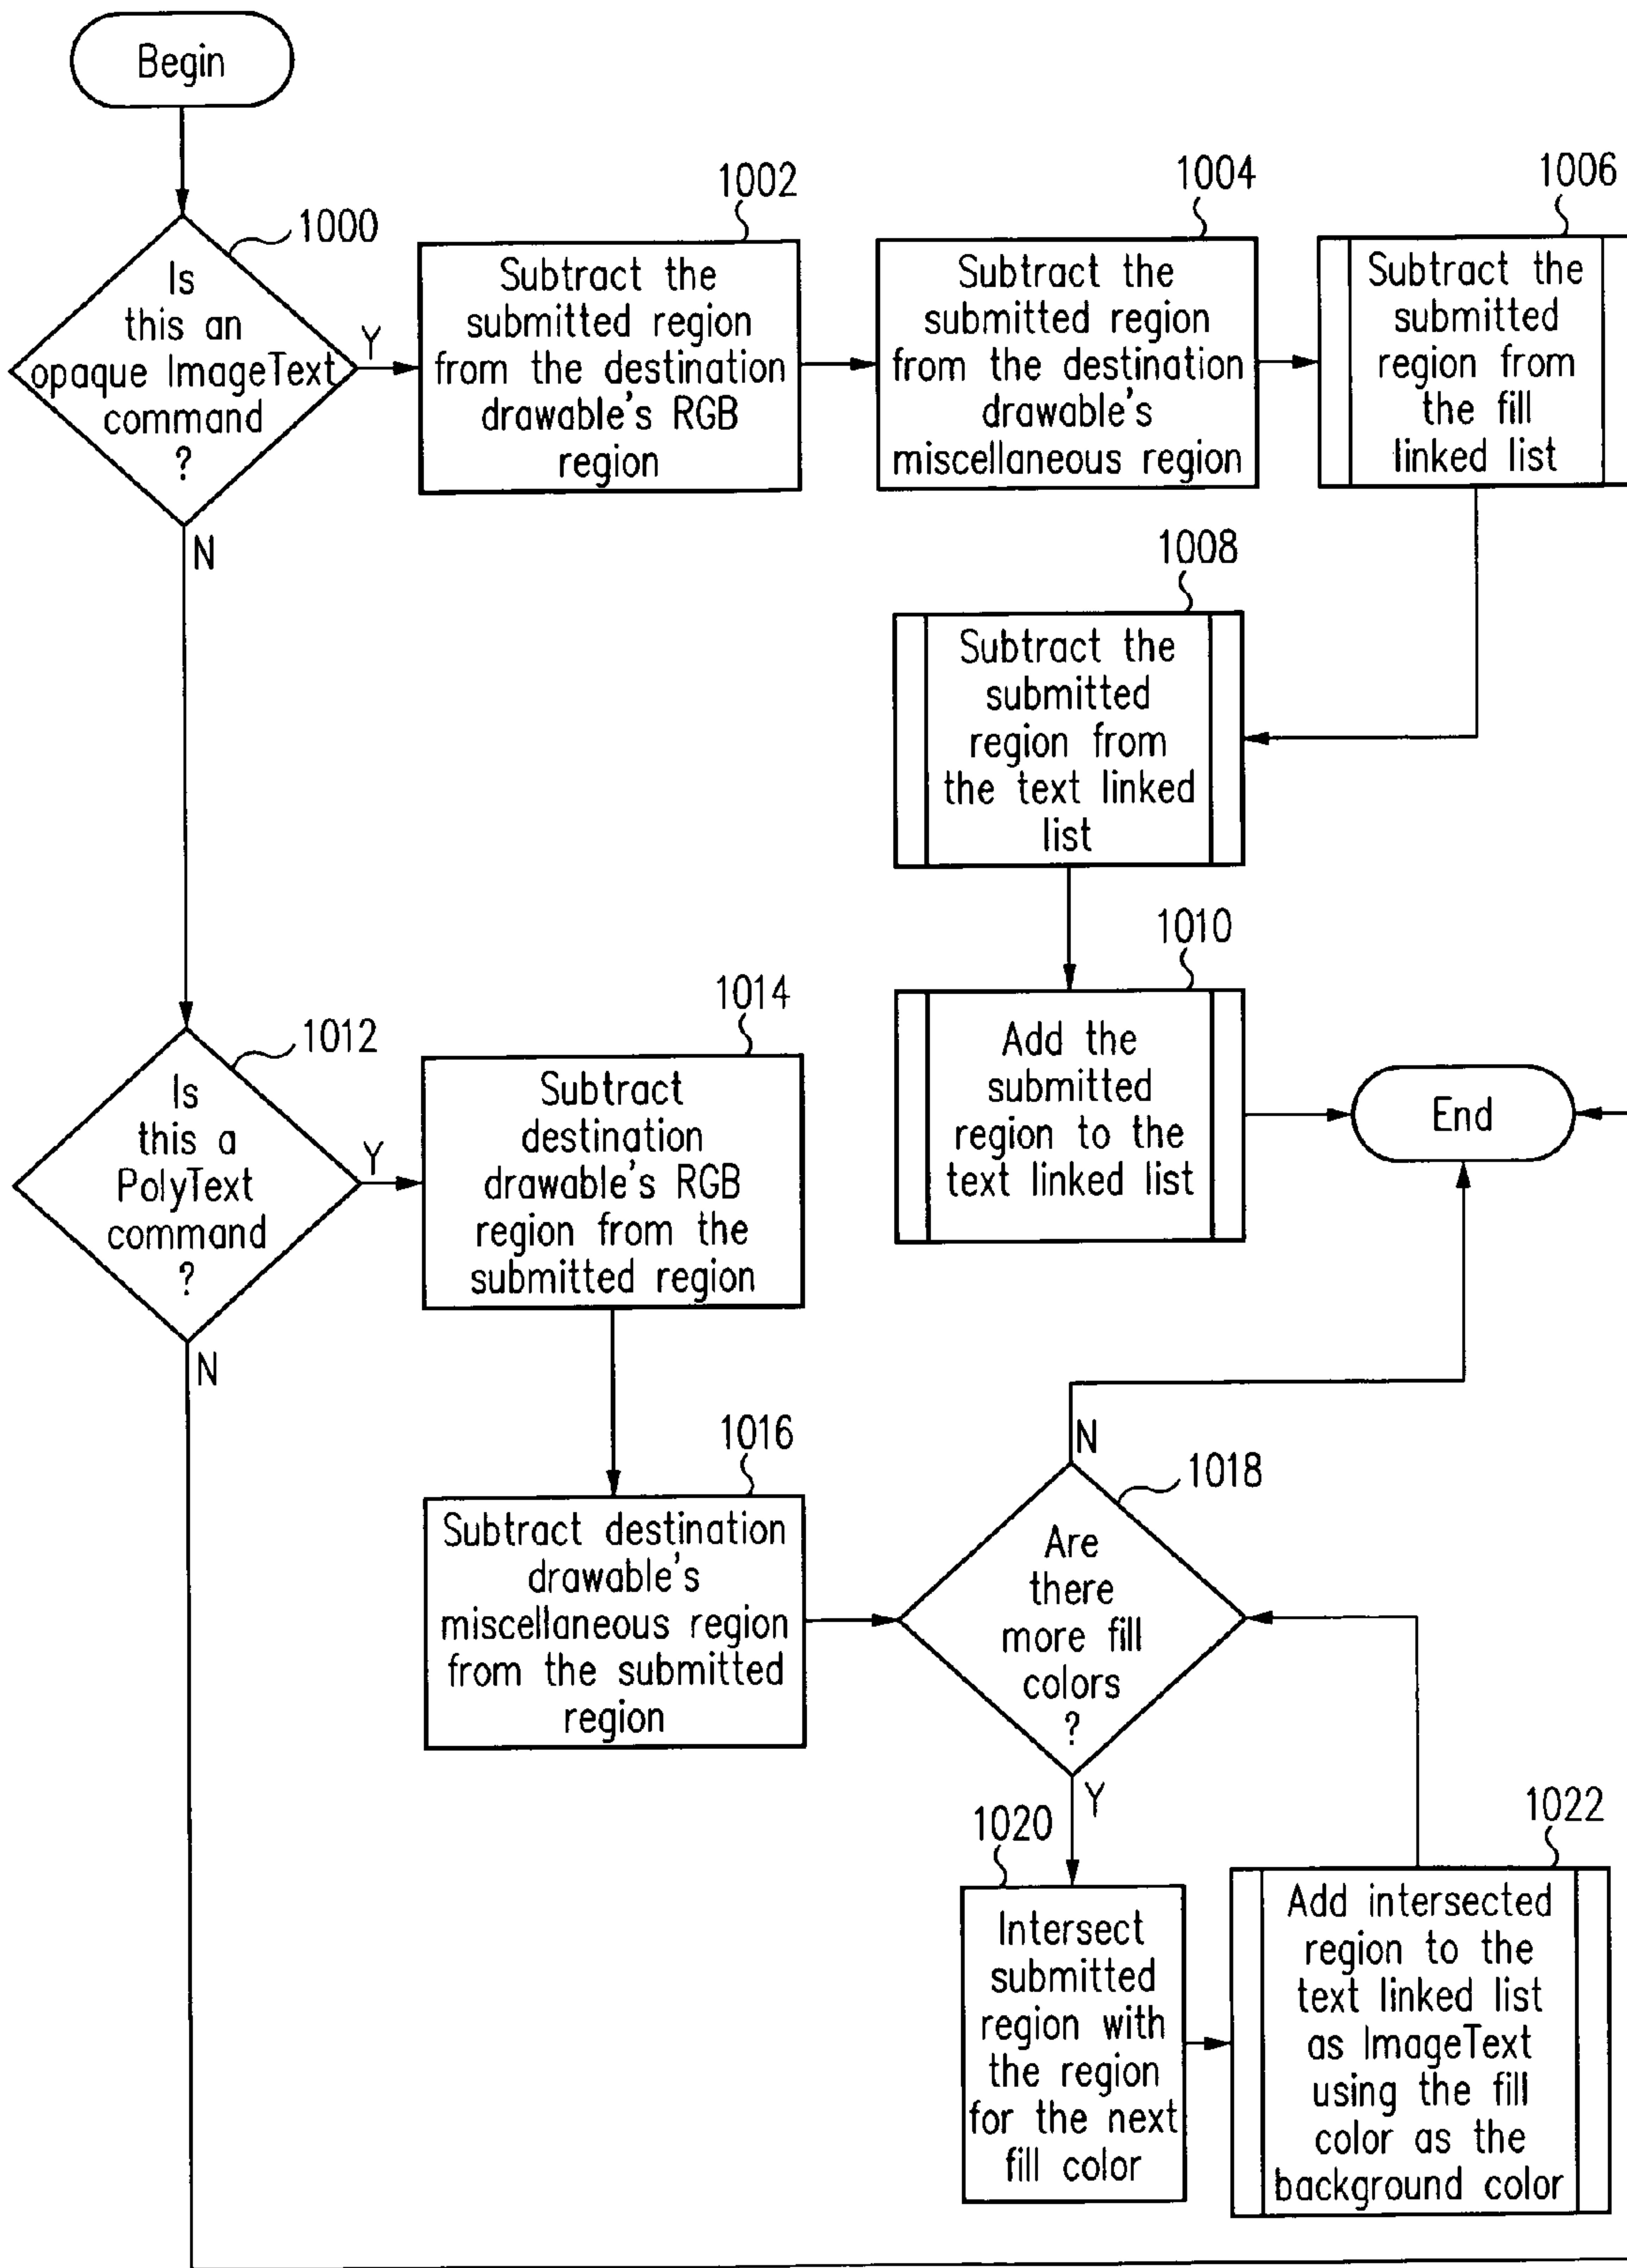 Begin
1000
Is
this an
opaque ImageText
command
?
Y
N
1002
Subtract the
submitted region
from the destination
drawable's RGB
region
1004
Subtract the
submitted region
from the destination
drawable's
miscellaneous region
1006
Subtract the
submitted
region from
the fill
linked list
1008
Subtract the
submitted
region from
the text linked
list
1010
Add the
submitted
region to the
text linked list
End
1012
Is
this a
PolyText
command
?
Y
N
1014
Subtract
destination
drawable's RGB
region from the
submitted region
1016
Subtract destination
drawable's
miscellaneous region
from the submitted
region
1018
Are
there
more fill
colors
?
N
Y
1020
Intersect
submitted
region with
the region
for the next
fill color
1022
Add intersected
region to the
text linked list
as ImageText
using the fill
color as the
background color